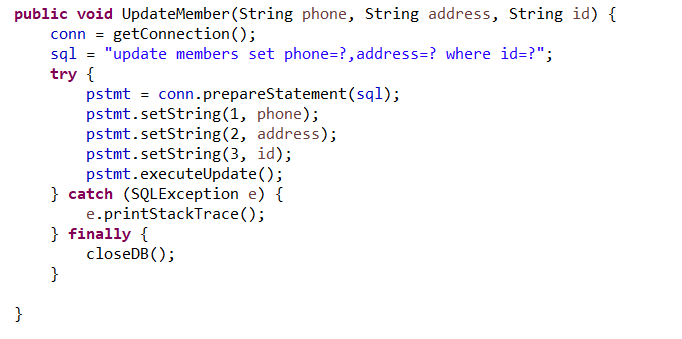 public void UpdateMember(String phone, String address, String id) {
    conn = getConnection();
    sql = "update members set phone=?,address=? where id=?";
    try {
        pstmt = conn.prepareStatement(sql);
        pstmt.setString(1, phone);
        pstmt.setString(2, address);
        pstmt.setString(3, id);
        pstmt.executeUpdate();
    } catch (SQLException e) {
        e.printStackTrace();
    } finally {
        closeDB();
    }

}